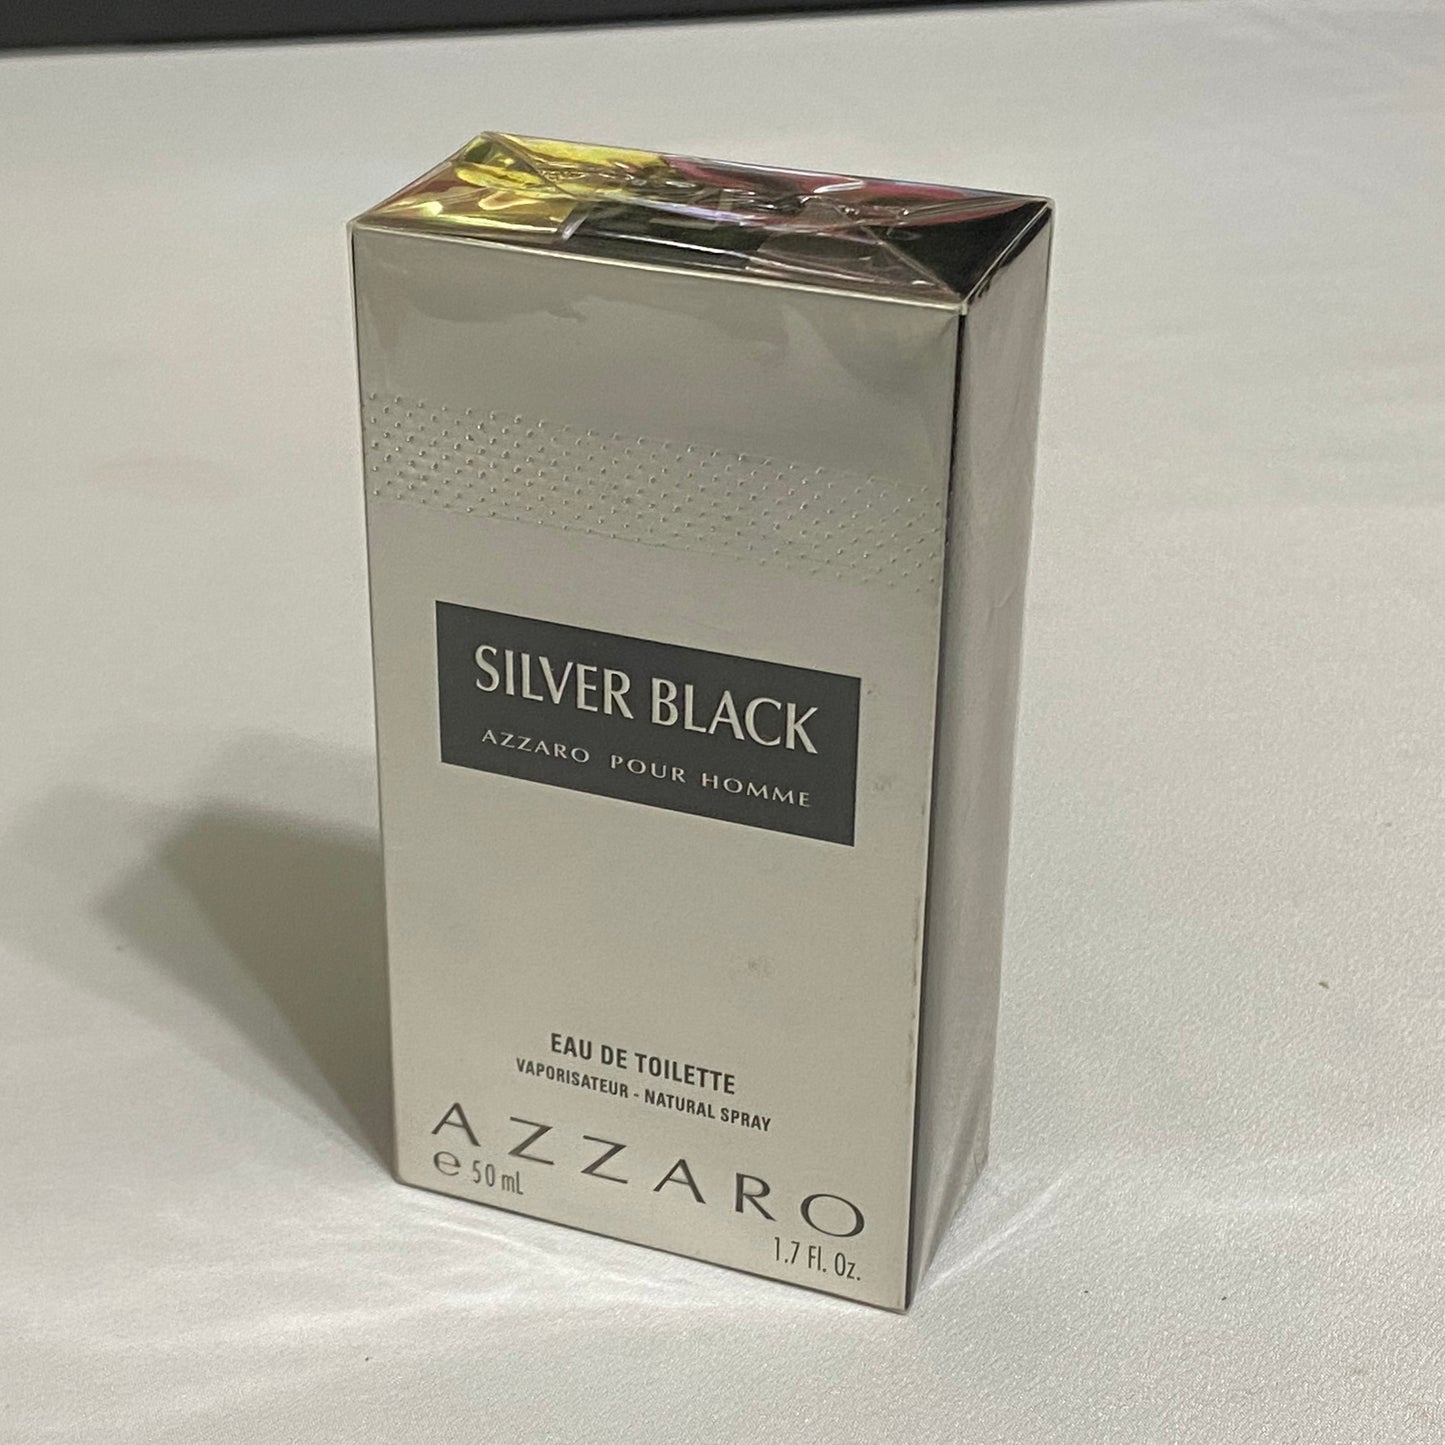 SILVER BLACK
AZZARO POUR HOMME
EAU DE TOILETTE
VAPORISATEUR - NATURAL SPRAY
AZZARO
℮ 50 mL
1.7 Fl. Oz.